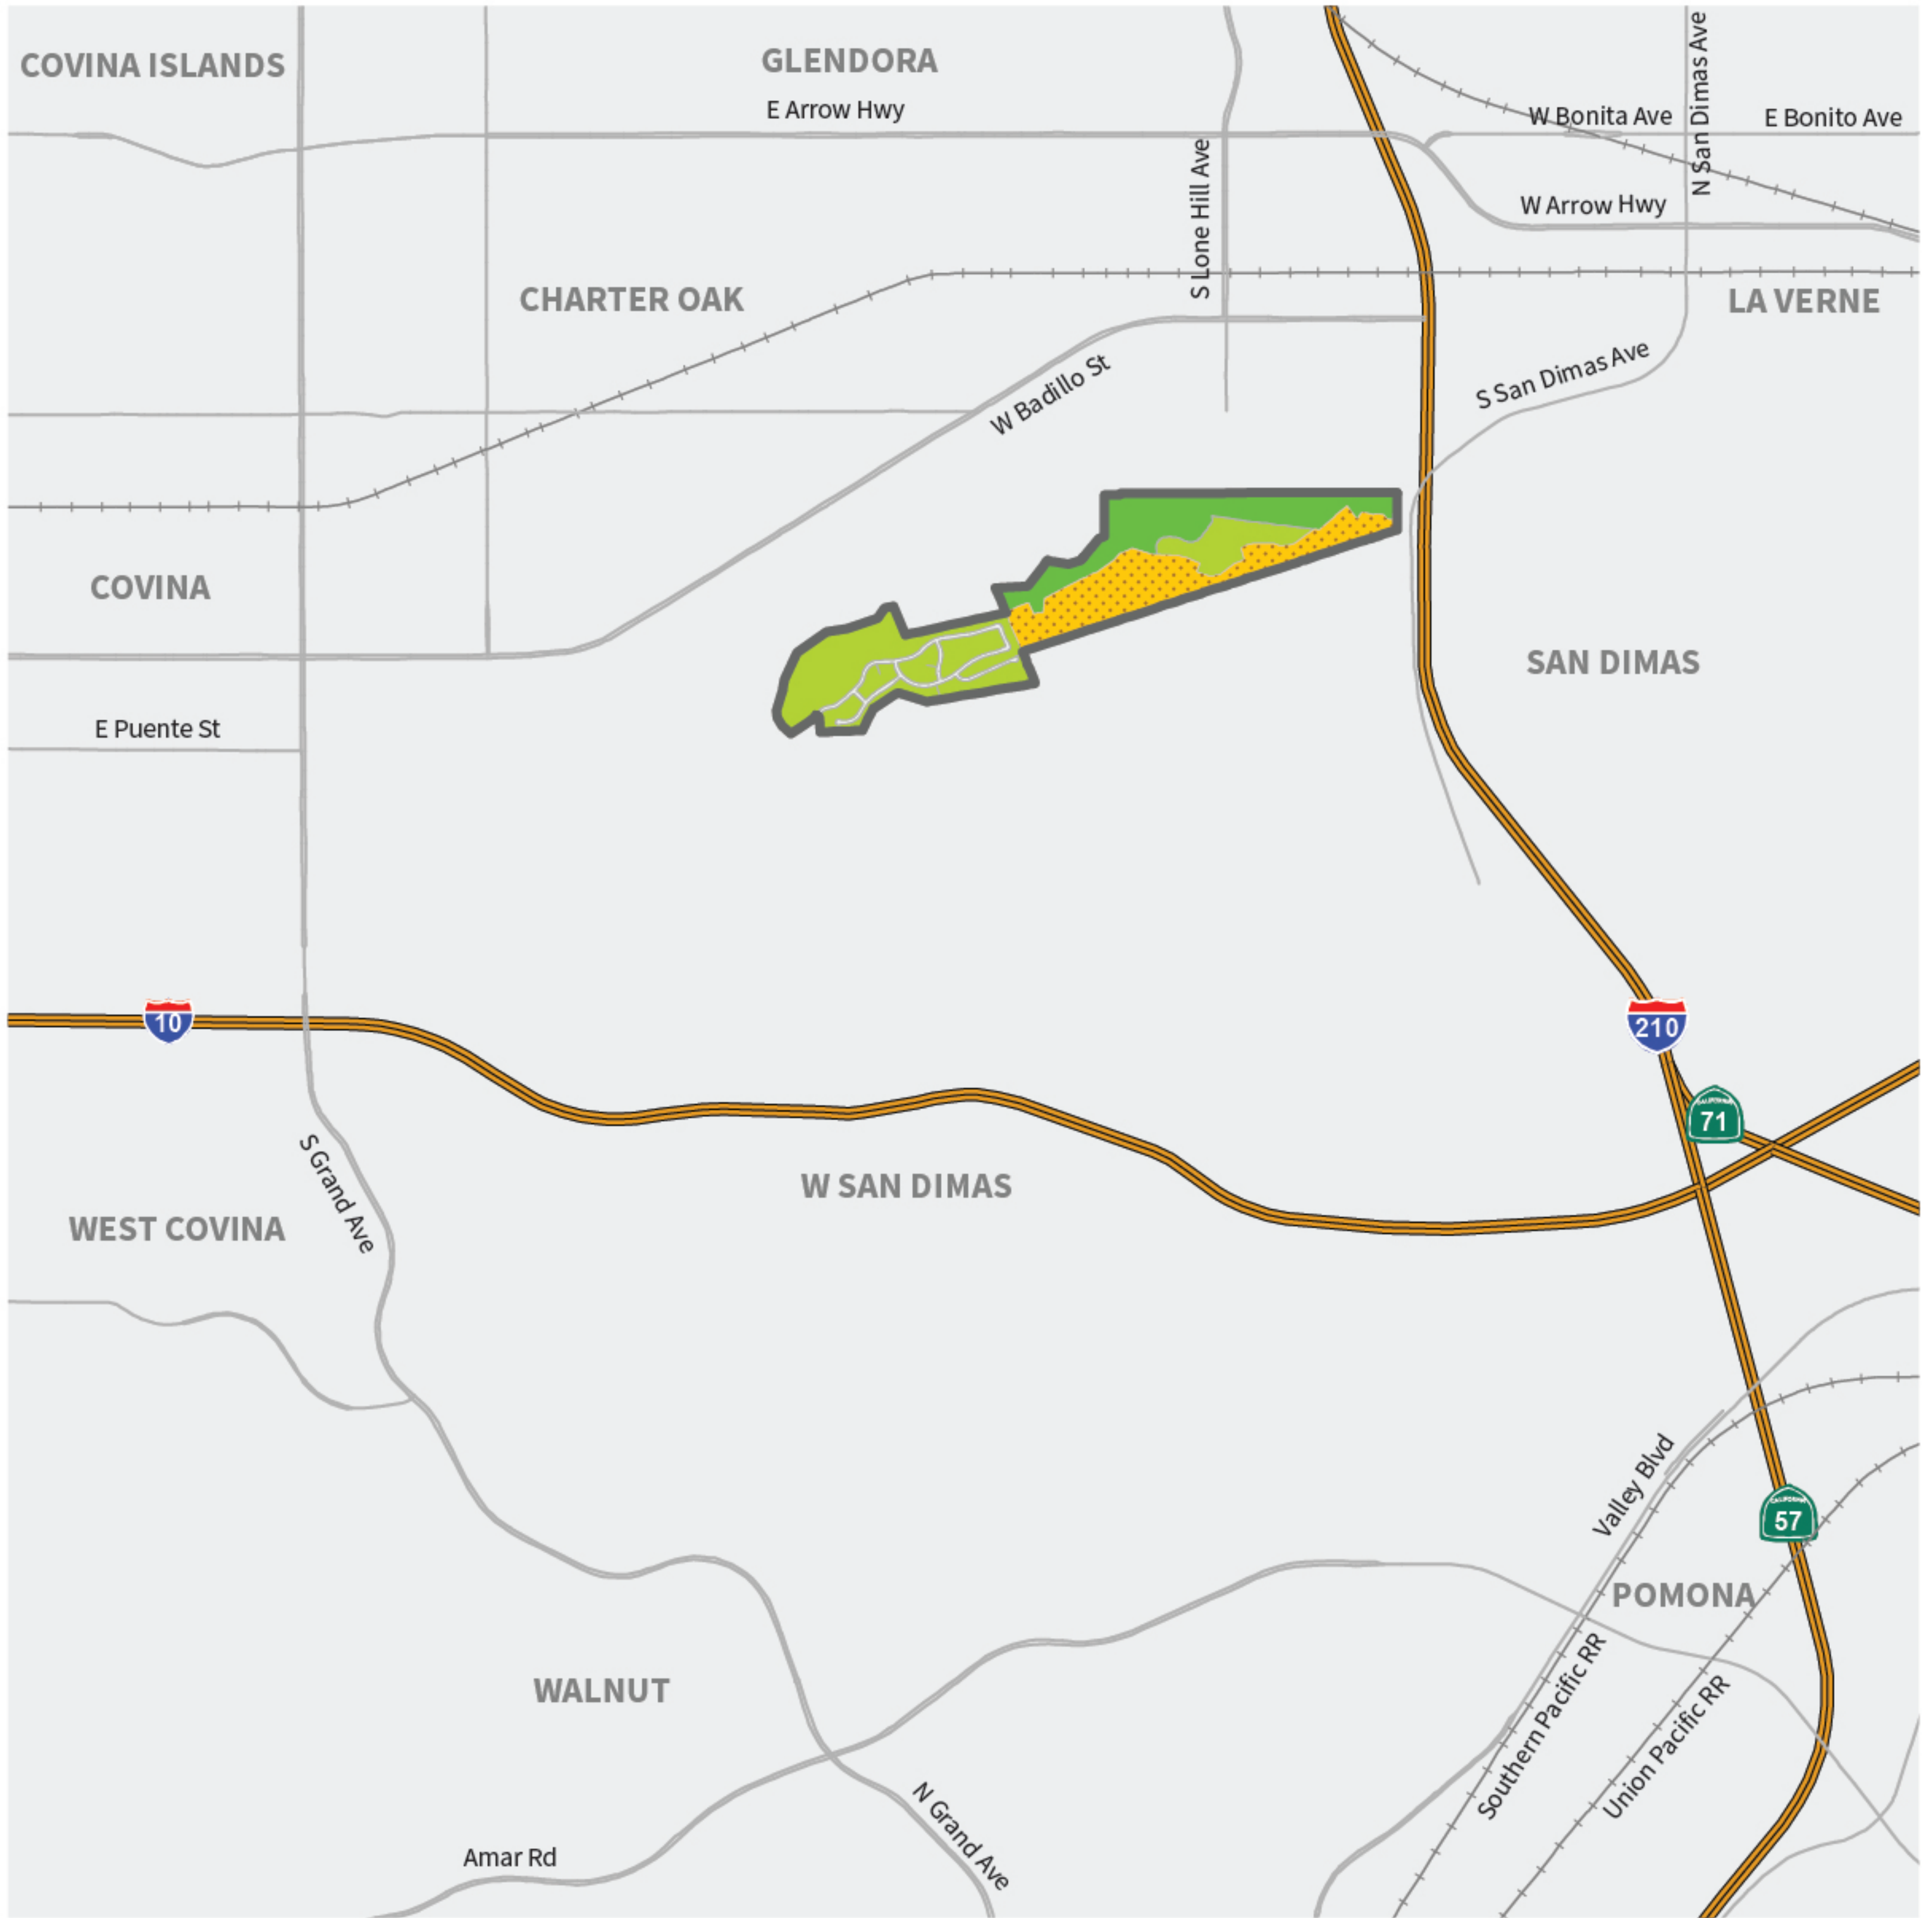 COVINA ISLANDS
GLENDORA
E Arrow Hwy
W Bonita Ave
N San Dimas Ave
E Bonito Ave
S Lone Hill Ave
W Arrow Hwy
CHARTER OAK
LA VERNE
W Badillo St
S San Dimas Ave
COVINA
SAN DIMAS
E Puente St
10
210
CALIFORNIA
71
S Grand Ave
W SAN DIMAS
WEST COVINA
Valley Blvd
CALIFORNIA
57
POMONA
Southern Pacific RR
Union Pacific RR
WALNUT
N Grand Ave
Amar Rd